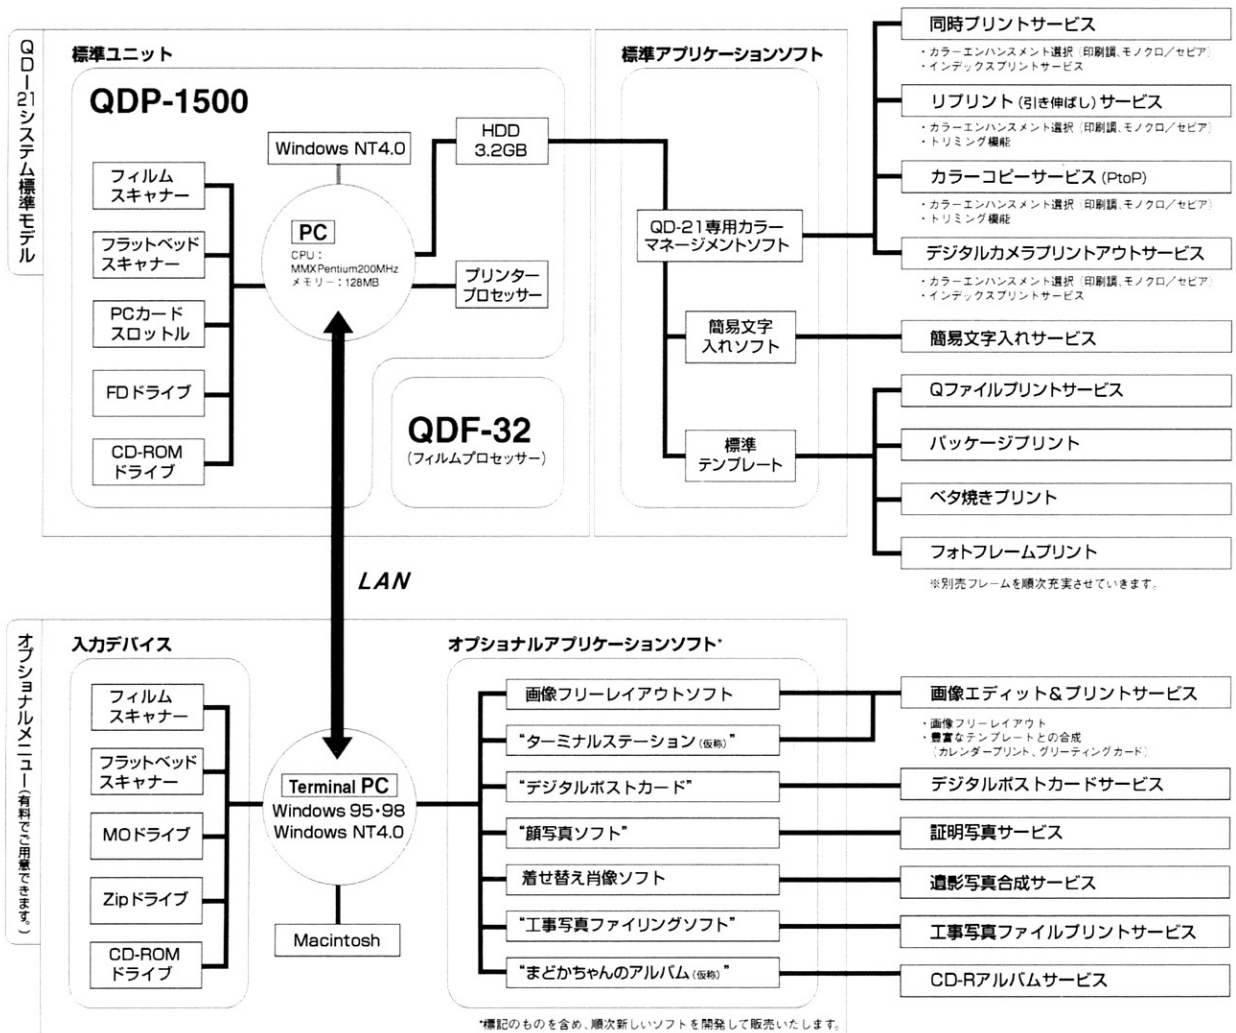 QD-21システム標準モデル
標準ユニット
QDP-1500
フィルム
スキャナー
フラットベッド
スキャナー
PCカード
スロットル
FDドライブ
CD-ROM
ドライブ
Windows NT4.0
PC
CPU：
MMXPentium200MHz
メモリー：128MB
HDD
3.2GB
プリンター
プロセッサー
QDF-32
(フィルムプロセッサー)
標準アプリケーションソフト
QD-21専用カラー
マネージメントソフト
簡易文字
入れソフト
標準
テンプレート
同時プリントサービス
・カラーエンハンスメント選択（印刷調、モノクロ／セピア）
・インデックスプリントサービス
リプリント（引き伸ばし）サービス
・カラーエンハンスメント選択（印刷調、モノクロ／セピア）
・トリミング機能
カラーコピーサービス（PtoP）
・カラーエンハンスメント選択（印刷調、モノクロ／セピア）
・トリミング機能
デジタルカメラプリントアウトサービス
・カラーエンハンスメント選択（印刷調、モノクロ／セピア）
・インデックスプリントサービス
簡易文字入れサービス
Qファイルプリントサービス
パッケージプリント
ベタ焼きプリント
フォトフレームプリント
※別売フレームを順次充実させていきます。
LAN
オプショナルメニュー（有料でご用意できます。）
入力デバイス
フィルム
スキャナー
フラットベッド
スキャナー
MOドライブ
Zipドライブ
CD-ROM
ドライブ
Terminal PC
Windows 95・98
Windows NT4.0
Macintosh
オプショナルアプリケーションソフト*
画像フリーレイアウトソフト
“ターミナルステーション（仮称）”
“デジタルポストカード”
“顔写真ソフト”
着せ替え肖像ソフト
“工事写真ファイリングソフト”
“まどかちゃんのアルバム（仮称）”
画像エディット＆プリントサービス
・画像フリーレイアウト
・豊富なテンプレートとの合成
（カレンダープリント、グリーティングカード）
デジタルポストカードサービス
証明写真サービス
遺影写真合成サービス
工事写真ファイルプリントサービス
CD-Rアルバムサービス
*標記のものを含め、順次新しいソフトを開発して販売いたします。